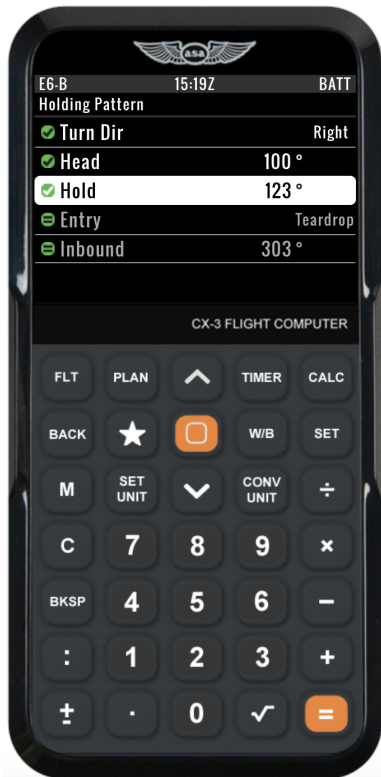 asa
E6-B 15:19Z BATT
Holding Pattern
Turn Dir Right
Head 100 °
Hold 123 °
Entry Teardrop
Inbound 303 °
CX-3 FLIGHT COMPUTER
FLT PLAN TIMER CALC
BACK W/B SET
M SET UNIT CONV UNIT ÷
C 7 8 9 ×
BKSP 4 5 6 −
: 1 2 3 +
± · 0 √ =